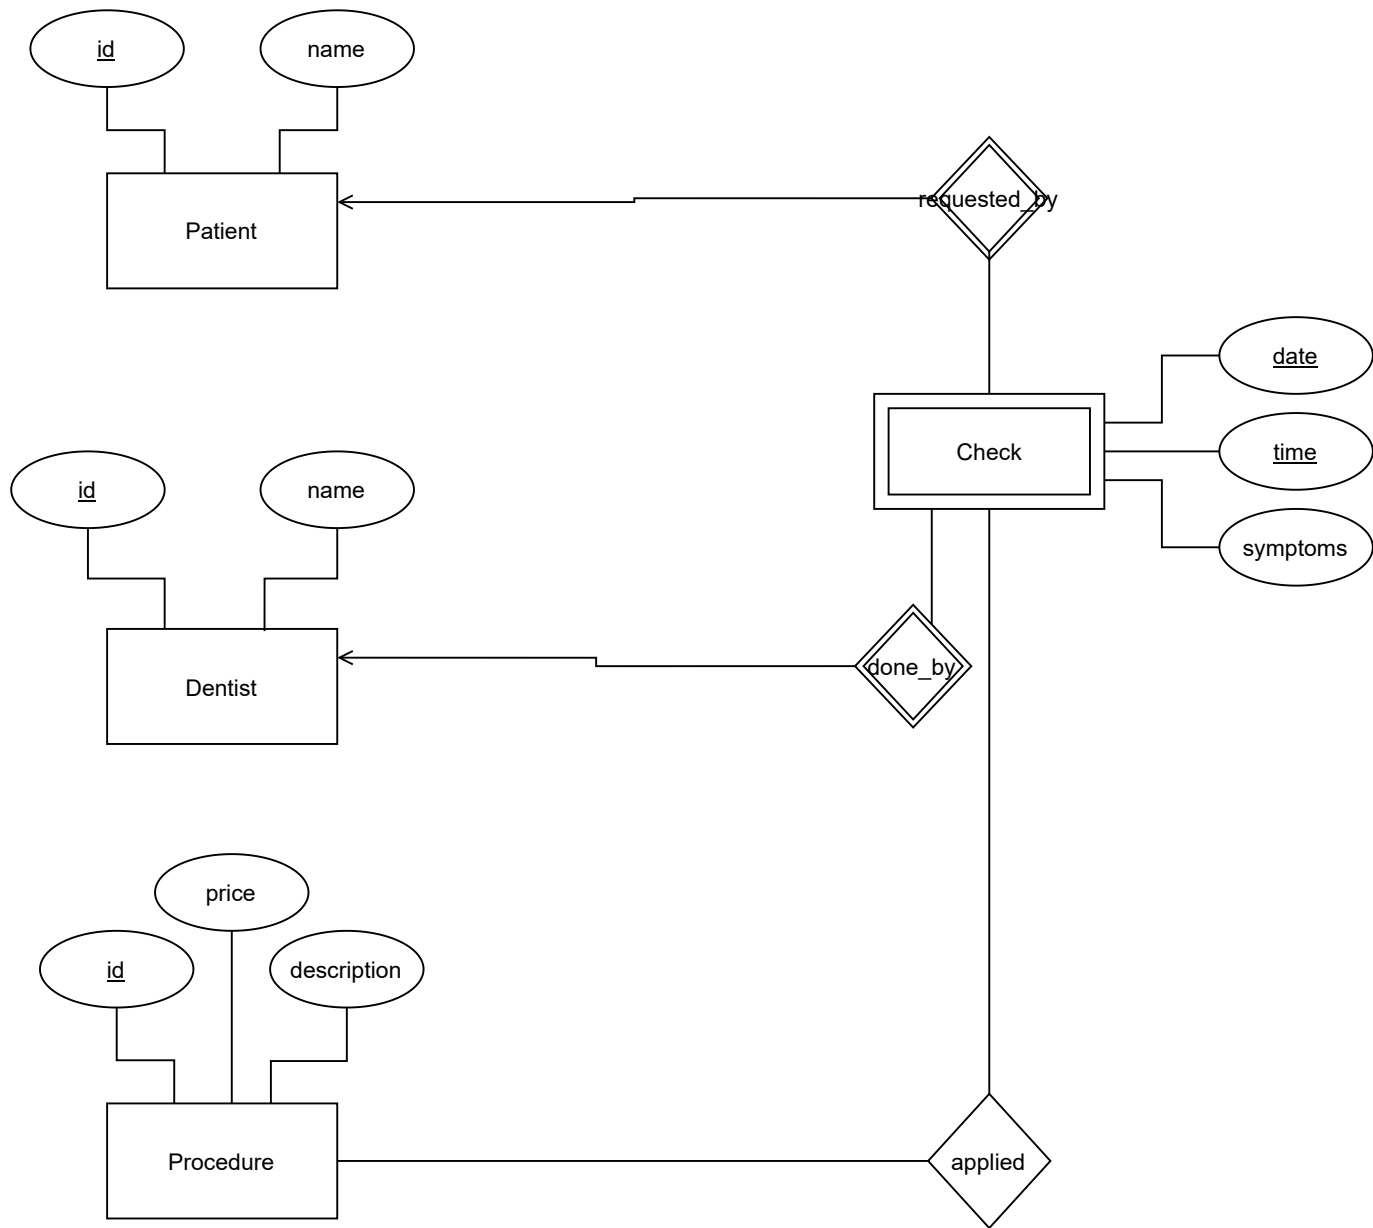 id
name
Patient
requested_by
date
Check
time
symptoms
id
name
Dentist
done_by
price
id
description
Procedure
applied